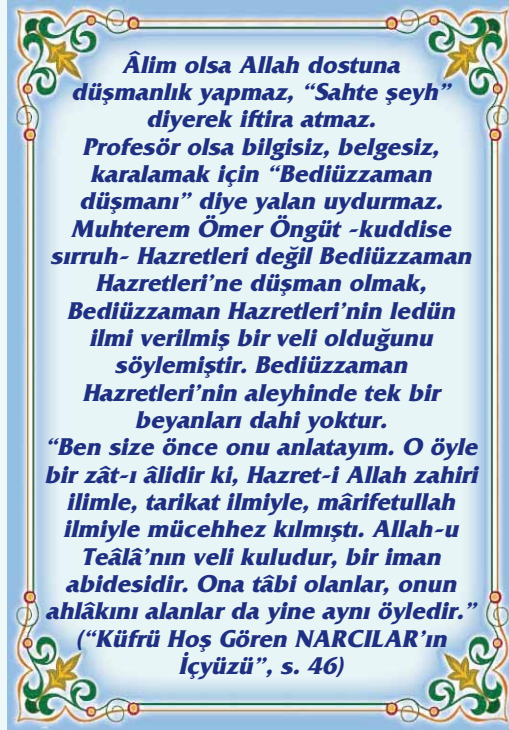 Âlim olsa Allah dostuna
düşmanlık yapmaz, “Sahte şeyh”
diyerek iftira atmaz.
Profesör olsa bilgisiz, belgesiz,
karalamak için “Bediüzzaman
düşmanı” diye yalan uydurmaz.
Muhterem Ömer Öngüt -kuddise
sırruh- Hazretleri değil Bediüzzaman
Hazretleri’ne düşman olmak,
Bediüzzaman Hazretleri’nin ledün
ilmi verilmiş bir veli olduğunu
söylemiştir. Bediüzzaman
Hazretleri’nin aleyhinde tek bir
beyanları dahi yoktur.
“Ben size önce onu anlatayım. O öyle
bir zât-ı âlidir ki, Hazret-i Allah zahiri
ilimle, tarikat ilmiyle, mârifetullah
ilmiyle mücehhez kılmıştı. Allah-u
Teâlâ’nın veli kuludur, bir iman
abidesidir. Ona tâbi olanlar, onun
ahlâkını alanlar da yine aynı öyledir.”
(“Küfrü Hoş Gören NARCILAR’ın
İçyüzü”, s. 46)